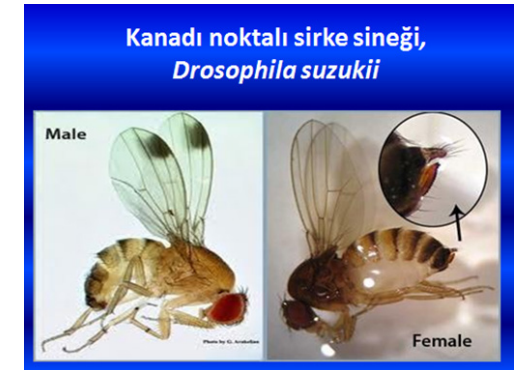 Kanadı noktalı sirke sineği,
Drosophila suzukii
Male
Photo by G. Arakelian
Female